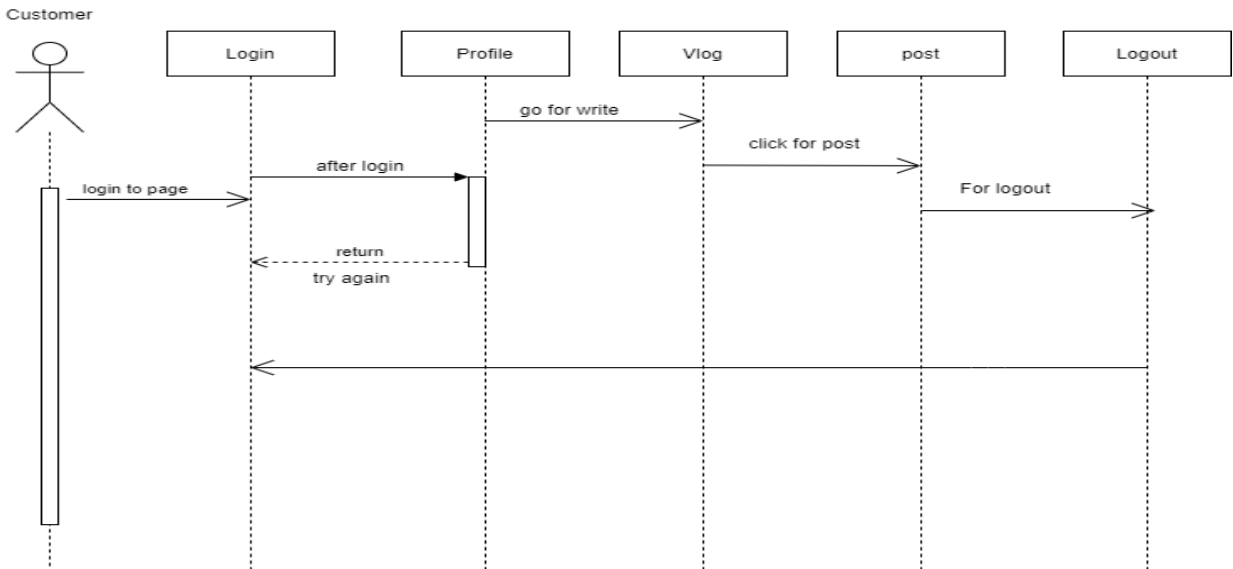 Customer
Login
Profile
Vlog
post
Logout
go for write
click for post
after login
login to page
For logout
return
try again